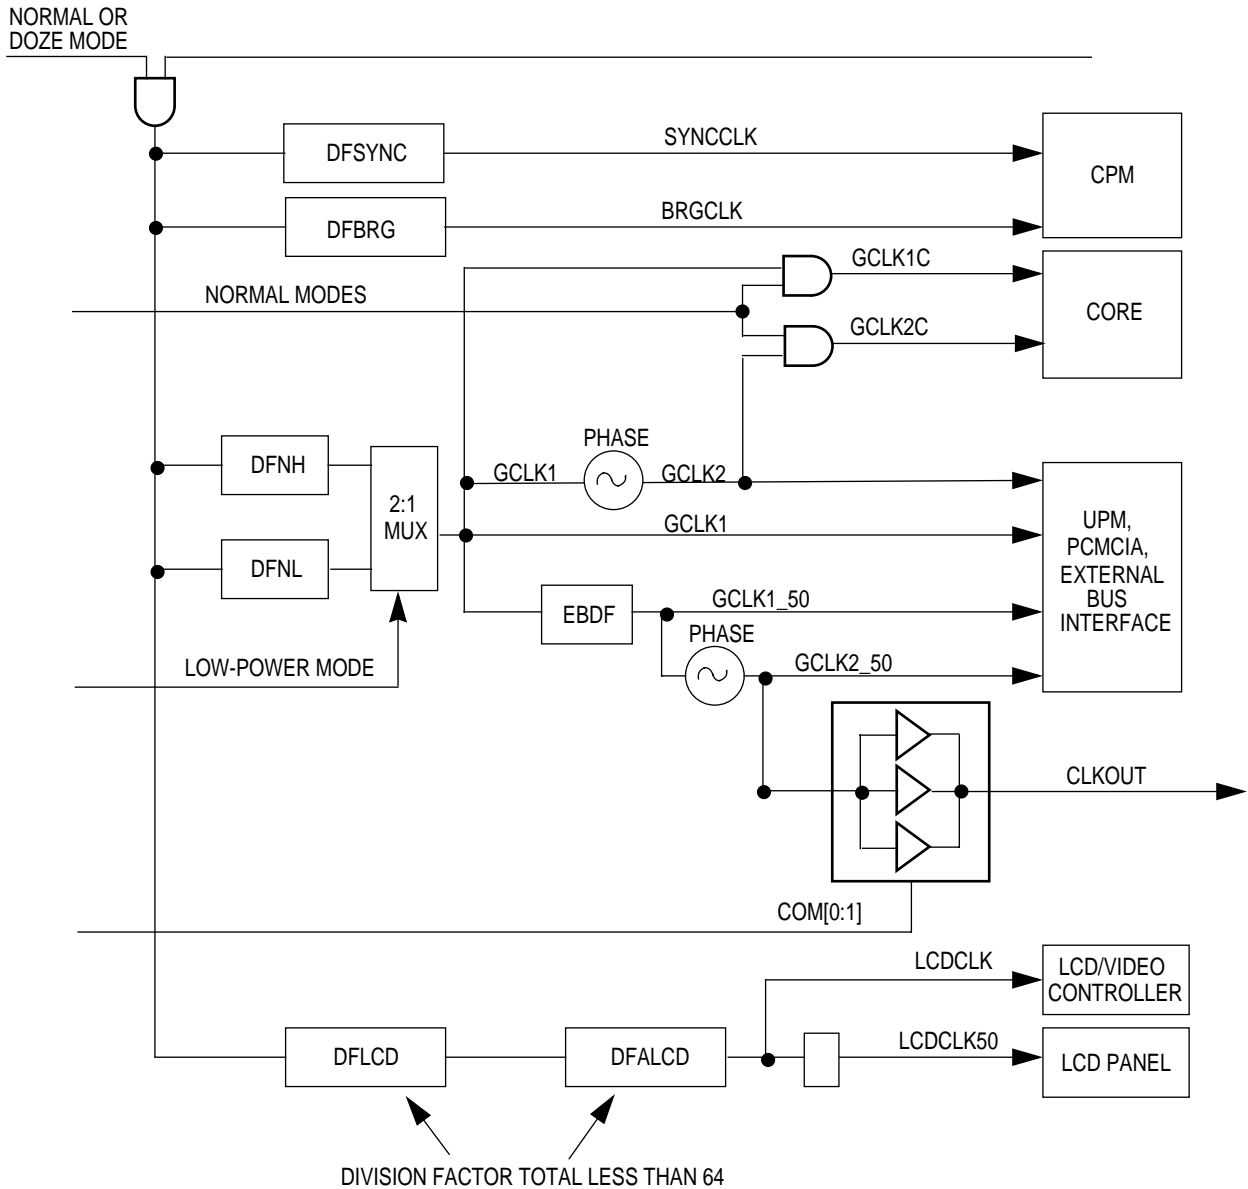 NORMAL OR
DOZE MODE
DFSYNC
SYNCCLK
CPM
DFBRG
BRGCLK
GCLK1C
NORMAL MODES
CORE
GCLK2C
PHASE
DFNH
GCLK1
GCLK2
2:1
MUX
GCLK1
UPM,
PCMCIA,
EXTERNAL
BUS
INTERFACE
DFNL
EBDF
GCLK1_50
PHASE
LOW-POWER MODE
GCLK2_50
CLKOUT
COM[0:1]
LCDCLK
LCD/VIDEO
CONTROLLER
DFLCD
DFALCD
LCDCLK50
LCD PANEL
DIVISION FACTOR TOTAL LESS THAN 64